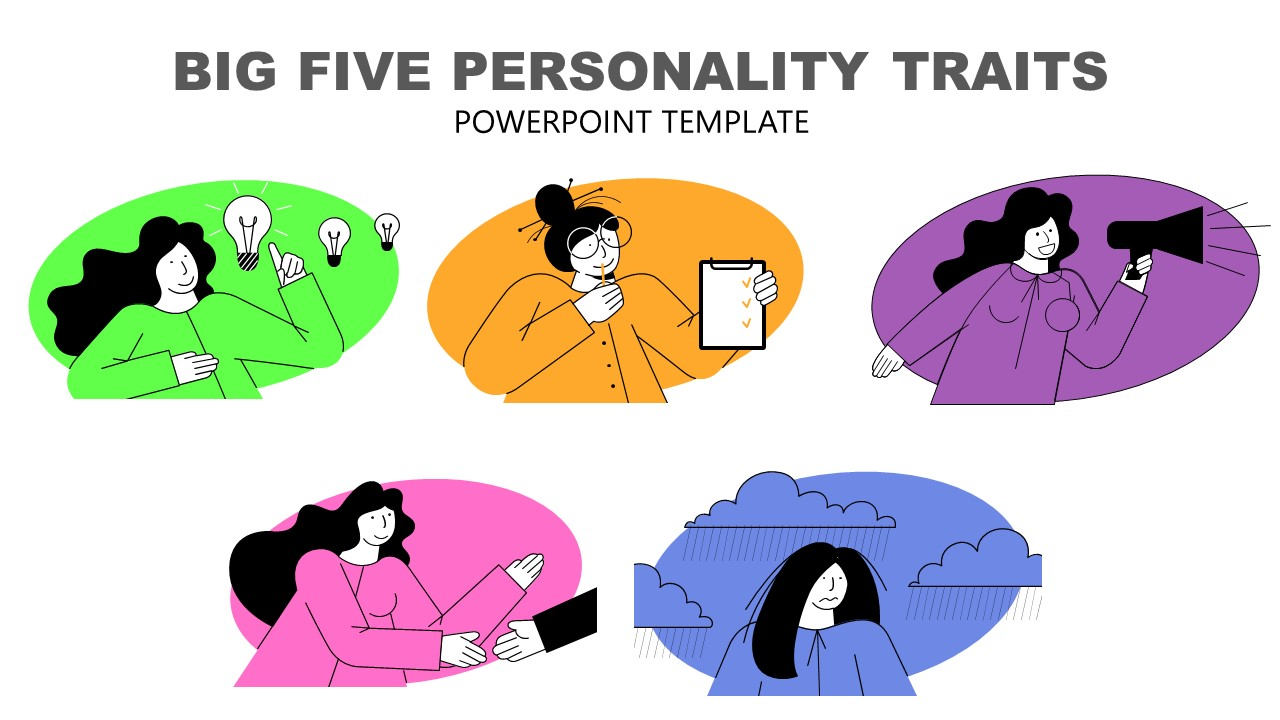 BIG FIVE PERSONALITY TRAITS
POWERPOINT TEMPLATE